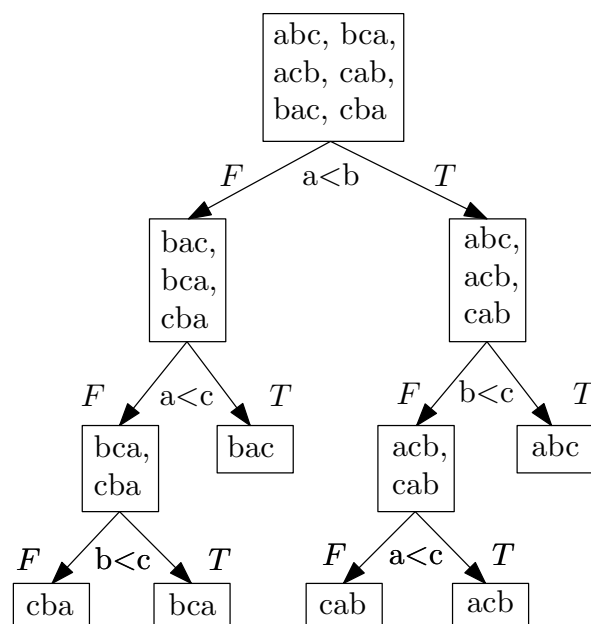 abc, bca,
acb, cab,
bac, cba
F a<b T
bac,
bca,
cba
abc,
acb,
cab
F a<c T
F b<c T
bca,
cba
bac
acb,
cab
abc
F b<c T
F a<c T
cba
bca
cab
acb